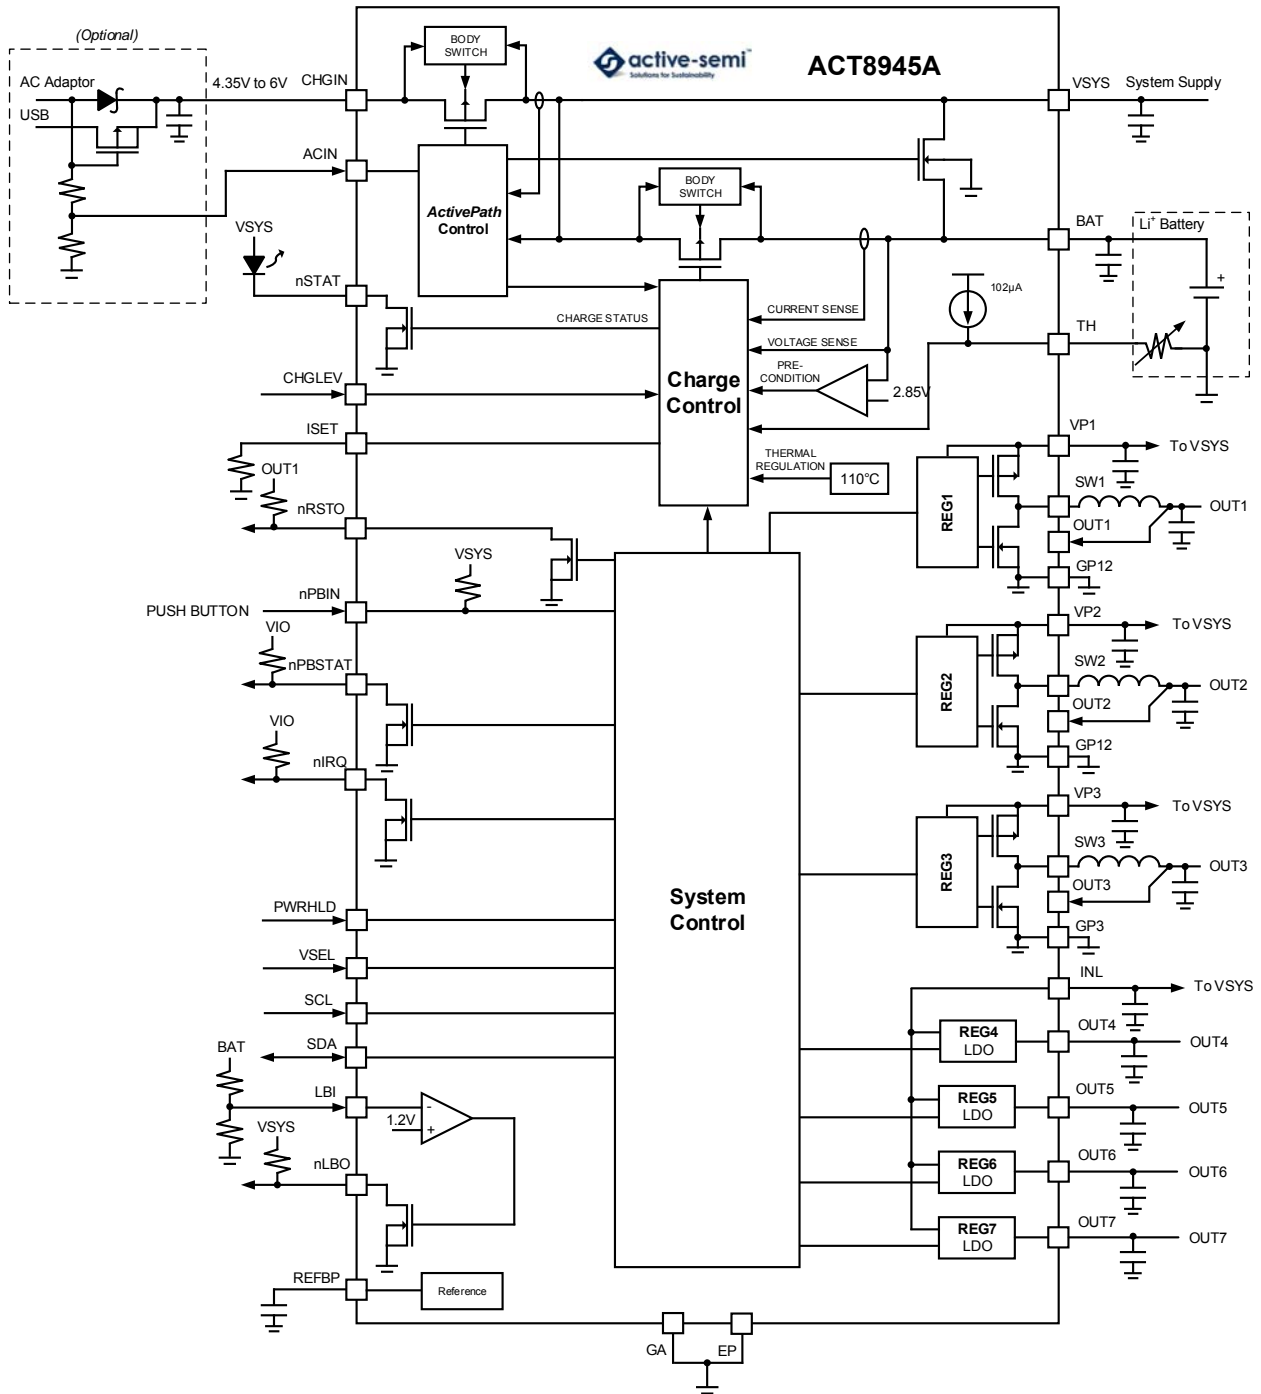 (Optional)
AC Adaptor
USB
4.35V to 6V
CHGIN
BODY
SWITCH
active-semi™
Solutions for Sustainability
ACT8945A
VSYS
System Supply
ACIN
ActivePath
Control
BODY
SWITCH
VSYS
nSTAT
BAT
Li+ Battery
+
CHARGE STATUS
CURRENT SENSE
102µA
TH
VOLTAGE SENSE
PRE-
CONDITION
2.85V
CHGLEV
Charge
Control
ISET
OUT1
THERMAL
REGULATION
110°C
nRSTO
VSYS
nPBIN
PUSH BUTTON
VIO
nPBSTAT
VIO
nIRQ
REG1
VP1
To VSYS
SW1
OUT1
OUT1
GP12
REG2
VP2
To VSYS
SW2
OUT2
OUT2
GP12
REG3
VP3
To VSYS
SW3
OUT3
OUT3
GP3
System
Control
PWRHLD
VSEL
SCL
SDA
BAT
LBI
-
1.2V
+
VSYS
nLBO
INL
To VSYS
REG4
LDO
OUT4
OUT4
REG5
LDO
OUT5
OUT5
REG6
LDO
OUT6
OUT6
REG7
LDO
OUT7
OUT7
REFBP
Reference
GA
EP